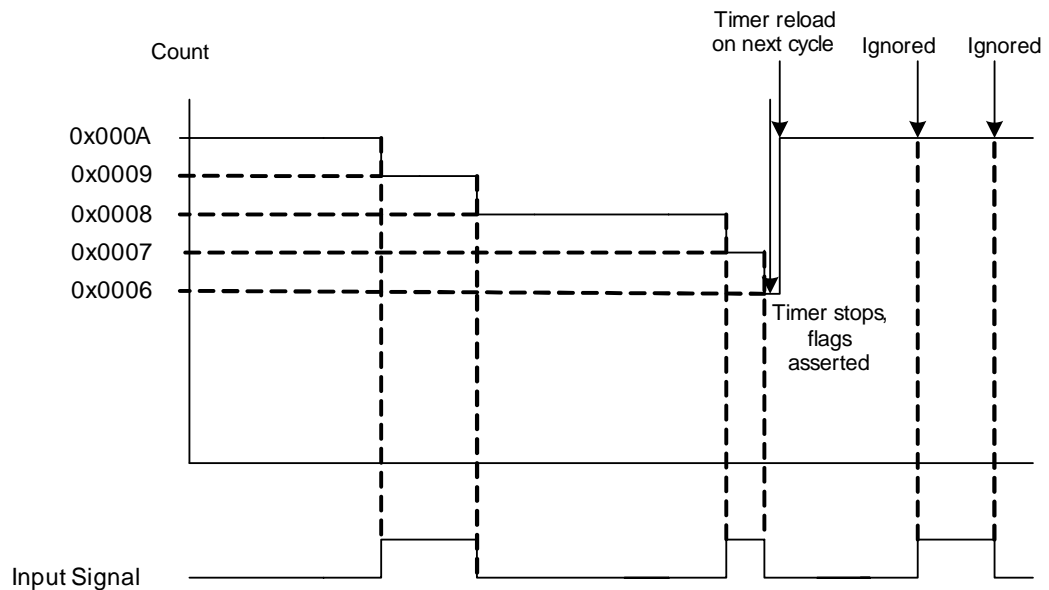 Timer reload
on next cycle
Ignored
Ignored
Count
0x000A
0x0009
0x0008
0x0007
0x0006
Timer stops,
flags
asserted
Input Signal